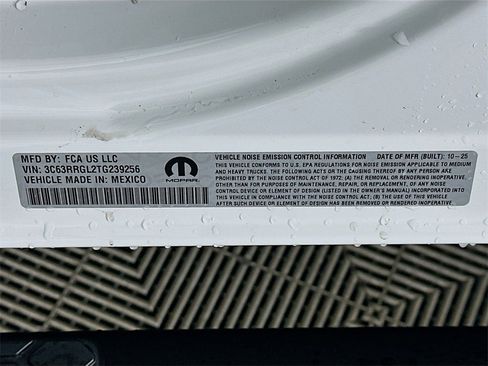 MFD BY: FCA US LLC
VIN: 3C63RRGL2TG239256
VEHICLE MADE IN: MEXICO
MOPAR
VEHICLE NOISE EMISSION CONTROL INFORMATION DATE OF MFR (BUILT): 10-25
THIS VEHICLE CONFORMS TO U.S. EPA REGULATIONS FOR NOISE EMISSION APPLICABLE TO MEDIUM
AND HEAVY TRUCKS. THE FOLLOWING ACTS OR THE CAUSING THEREOF BY ANY PERSON ARE
PROHIBITED BY THE NOISE CONTROL ACT OF 1972; (A) THE REMOVAL OR RENDERING INOPERATIVE,
OTHER THAN FOR PURPOSES OF MAINTENANCE, REPAIR, OR REPLACEMENT, OF ANY NOISE CONTROL
DEVICE OR ELEMENT OF DESIGN (LISTED IN THE OWNER'S MANUAL) INCORPORATED INTO
THIS VEHICLE IN COMPLIANCE WITH THE NOISE CONTROL ACT; (B) THE USE OF THIS VEHICLE AFTER
SUCH DEVICE OR ELEMENT OF DESIGN HAS BEEN REMOVED OR RENDERED INOPERATIVE.